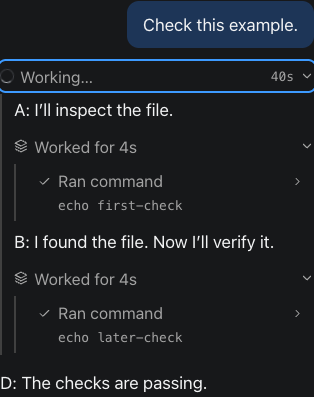 Check this example.
Working... 40s
A: I’ll inspect the file.
Worked for 4s
Ran command
echo first-check
B: I found the file. Now I’ll verify it.
Worked for 4s
Ran command
echo later-check
D: The checks are passing.